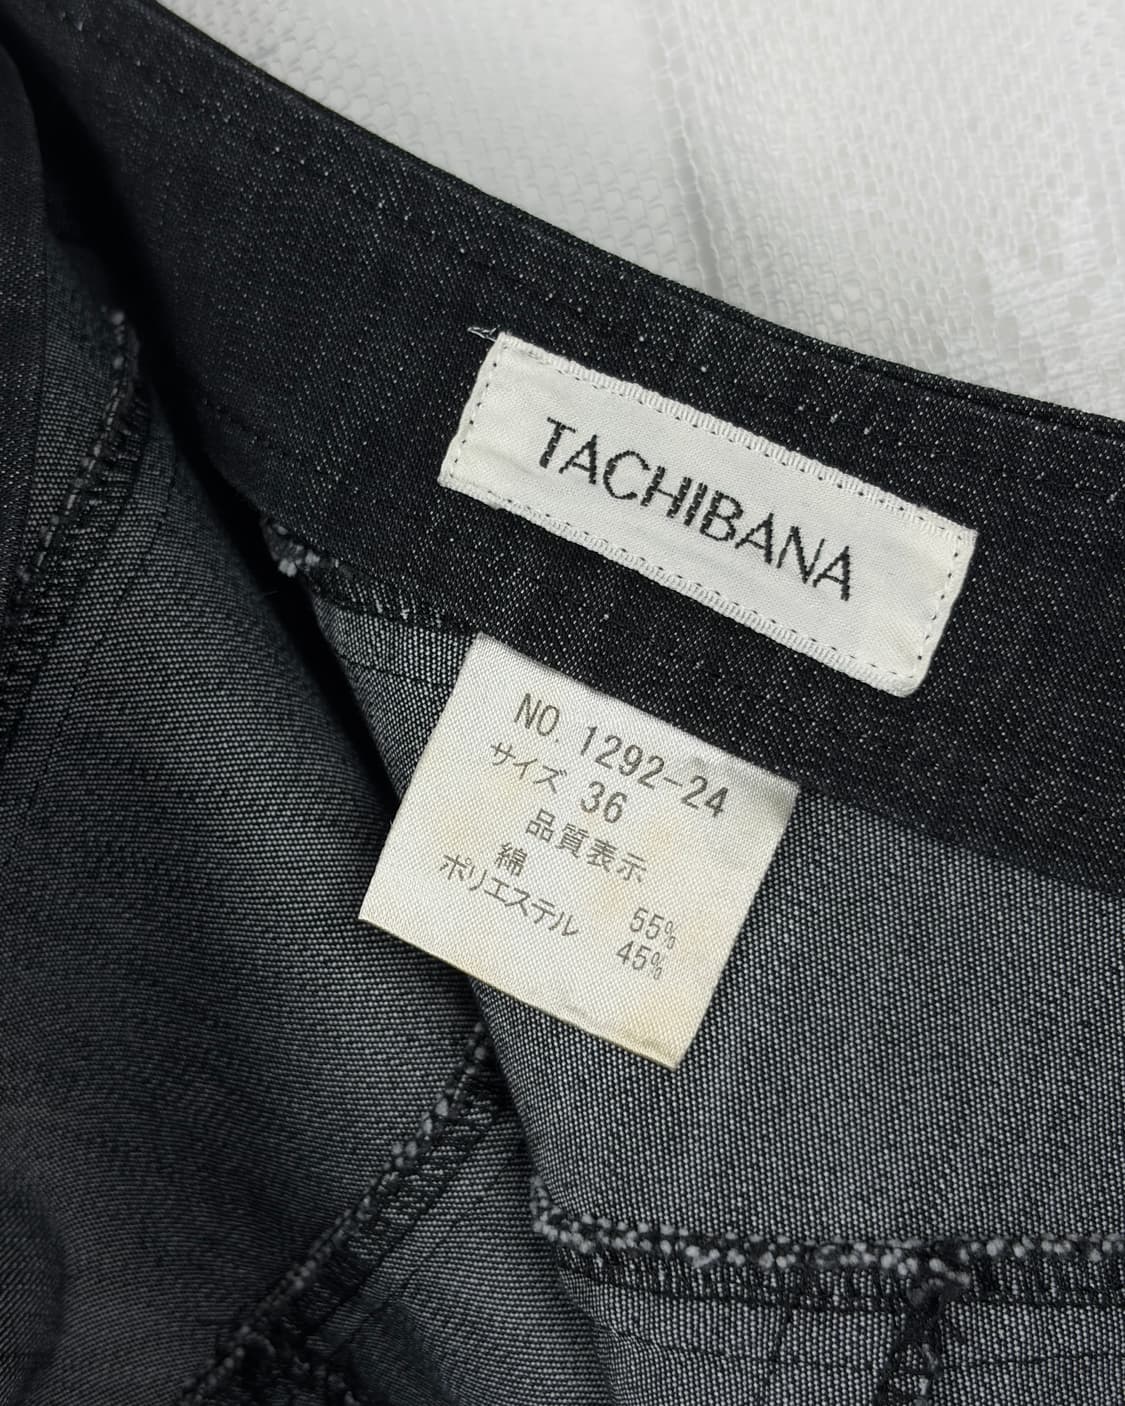 TACHIBANA
NO. 1292-24
サイズ 36
品質表示
綿 55%
ポリエステル 45%